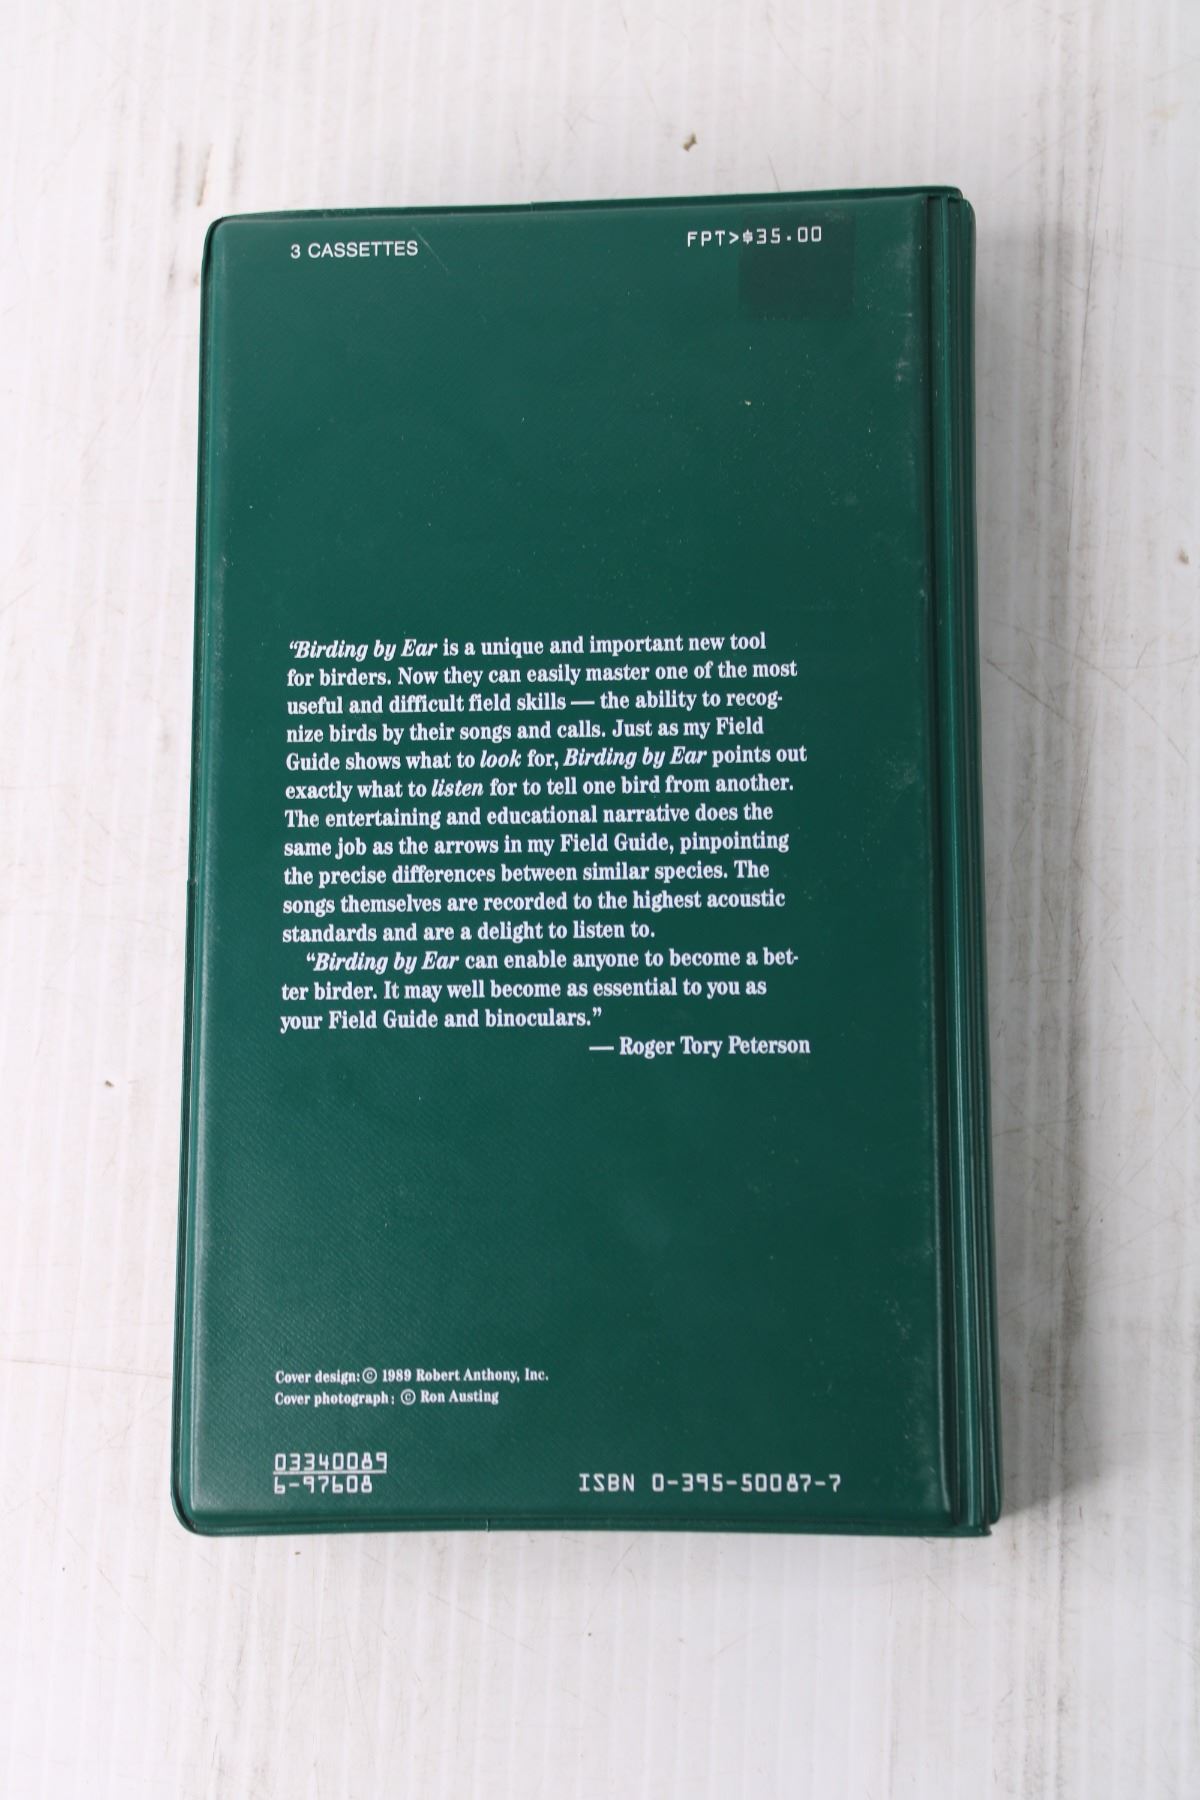 3 CASSETTES
FPT>$35.00
“Birding by Ear is a unique and important new tool
for birders. Now they can easily master one of the most
useful and difficult field skills — the ability to recog-
nize birds by their songs and calls. Just as my Field
Guide shows what to look for, Birding by Ear points out
exactly what to listen for to tell one bird from another.
The entertaining and educational narrative does the
same job as the arrows in my Field Guide, pinpointing
the precise differences between similar species. The
songs themselves are recorded to the highest acoustic
standards and are a delight to listen to.
“Birding by Ear can enable anyone to become a bet-
ter birder. It may well become as essential to you as
your Field Guide and binoculars.”
— Roger Tory Peterson
Cover design: © 1989 Robert Anthony, Inc.
Cover photograph: © Ron Austing
03340089
6-97608
ISBN 0-395-50087-7